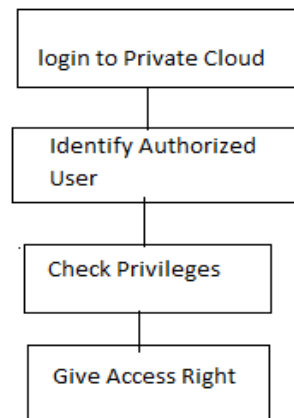 login to Private Cloud
Identify Authorized
User
Check Privileges
Give Access Right